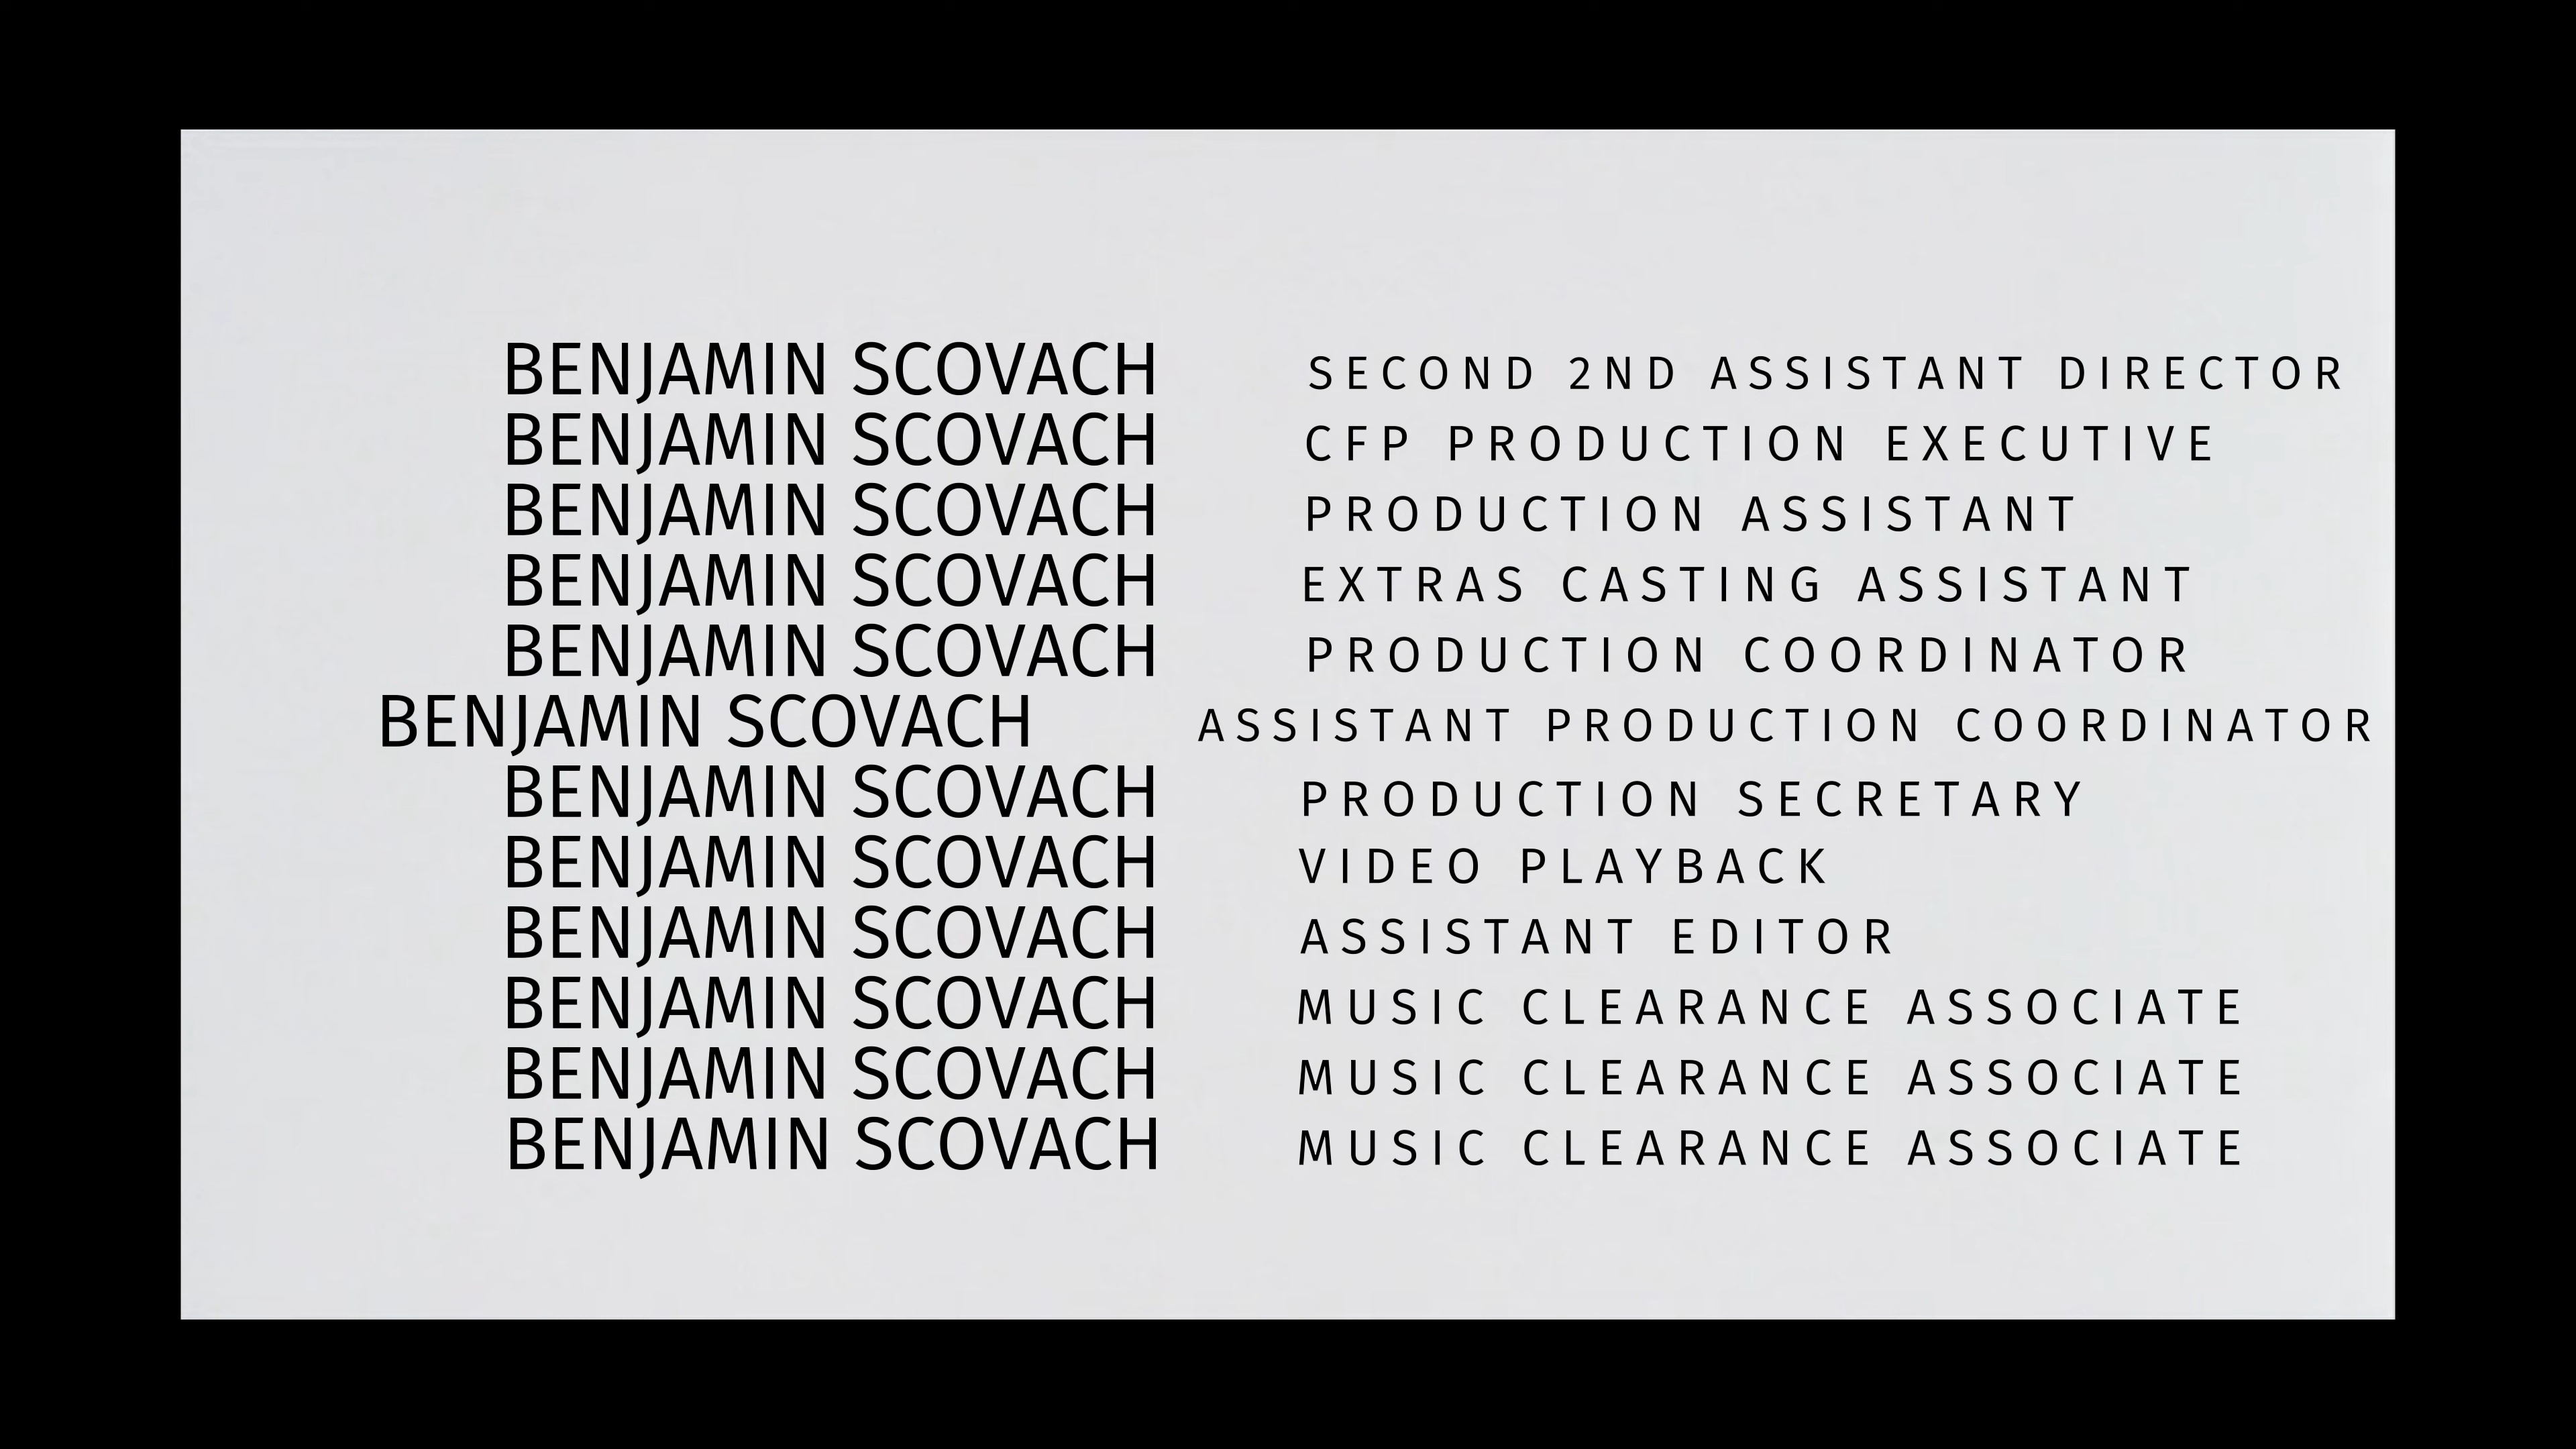 BENJAMIN SCOVACH SECOND 2ND ASSISTANT DIRECTOR
BENJAMIN SCOVACH CFP PRODUCTION EXECUTIVE
BENJAMIN SCOVACH PRODUCTION ASSISTANT
BENJAMIN SCOVACH EXTRAS CASTING ASSISTANT
BENJAMIN SCOVACH PRODUCTION COORDINATOR
BENJAMIN SCOVACH ASSISTANT PRODUCTION COORDINATOR
BENJAMIN SCOVACH PRODUCTION SECRETARY
BENJAMIN SCOVACH VIDEO PLAYBACK
BENJAMIN SCOVACH ASSISTANT EDITOR
BENJAMIN SCOVACH MUSIC CLEARANCE ASSOCIATE
BENJAMIN SCOVACH MUSIC CLEARANCE ASSOCIATE
BENJAMIN SCOVACH MUSIC CLEARANCE ASSOCIATE